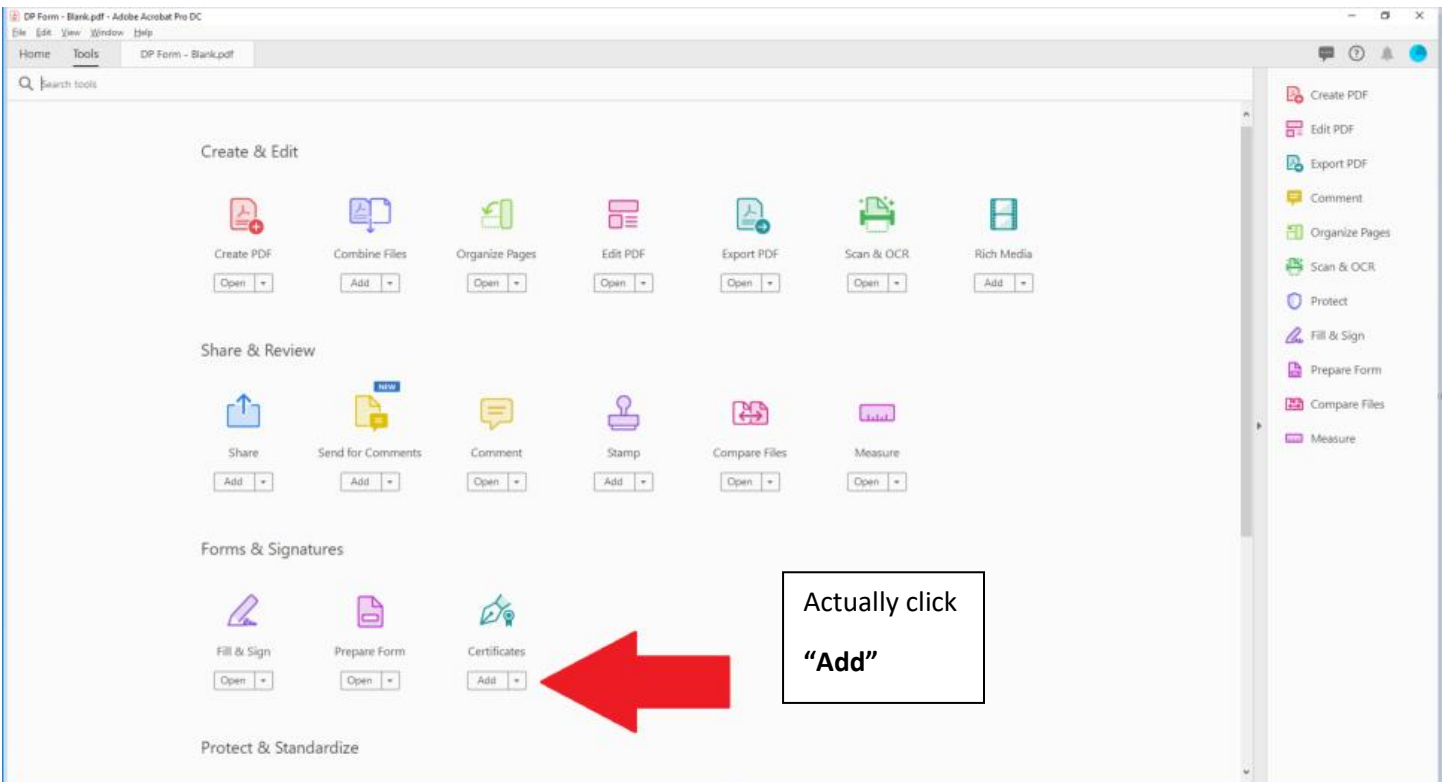 DP Form - Blank.pdf - Adobe Acrobat Pro DC
File Edit View Window Help
Home Tools DP Form - Blank.pdf
Search tools
Create & Edit
Create PDF Combine Files Organize Pages Edit PDF Export PDF Scan & OCR Rich Media
Open Add Open Open Open Open Add
Share & Review
NEW
Share Send for Comments Comment Stamp Compare Files Measure
Add Add Open Add Open Open
Forms & Signatures
Fill & Sign Prepare Form Certificates
Open Open Add
Actually click
“Add”
Protect & Standardize
Create PDF
Edit PDF
Export PDF
Comment
Organize Pages
Scan & OCR
Protect
Fill & Sign
Prepare Form
Compare Files
Measure